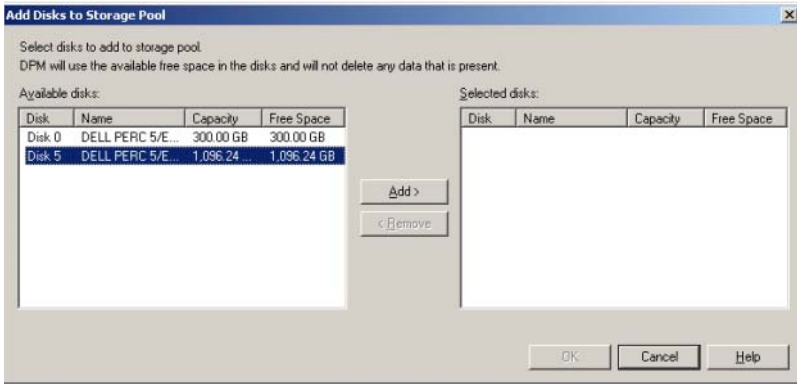 Add Disks to Storage Pool
Select disks to add to storage pool.
DPM will use the available free space in the disks and will not delete any data that is present.
Available disks:
Selected disks:
Disk Name Capacity Free Space
Disk Name Capacity Free Space
Disk 0 DELL PERC 5/E... 300.00 GB 300.00 GB
Disk 5 DELL PERC 5/E... 1,096.24 ... 1,096.24 GB
Add >
< Remove
OK Cancel Help